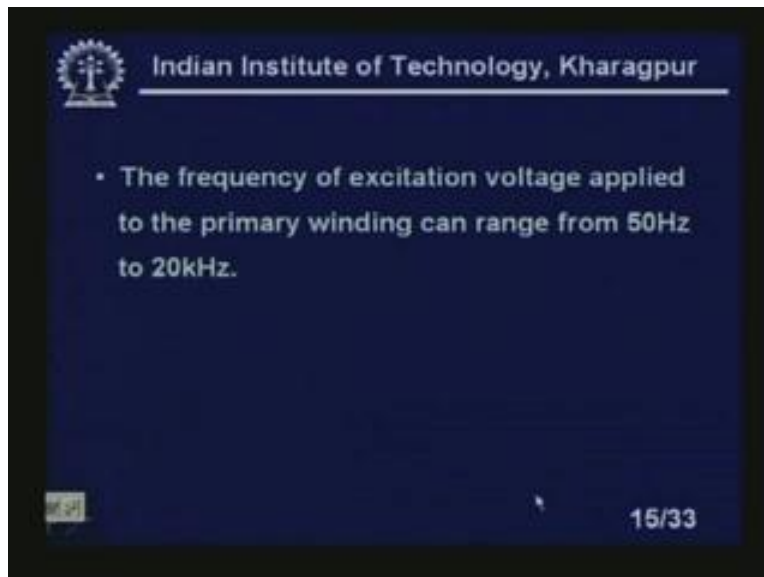 Indian Institute of Technology, Kharagpur
• The frequency of excitation voltage applied
to the primary winding can range from 50Hz
to 20kHz.
15/33